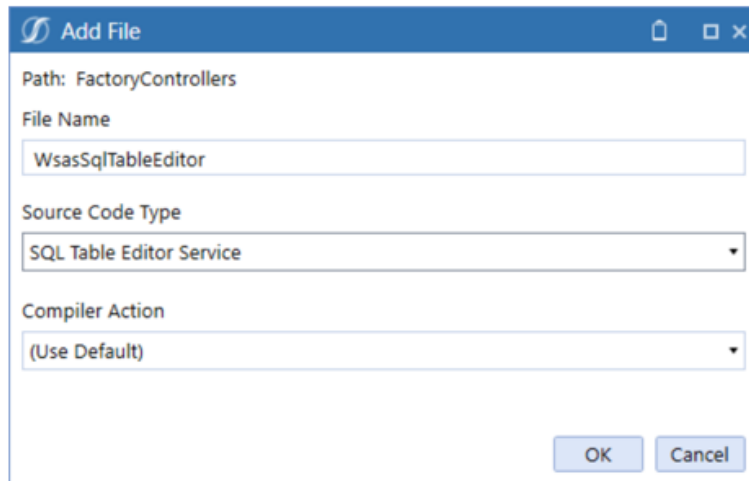 Add File
Path: FactoryControllers
File Name
WsasSqlTableEditor
Source Code Type
SQL Table Editor Service
Compiler Action
(Use Default)
OK Cancel